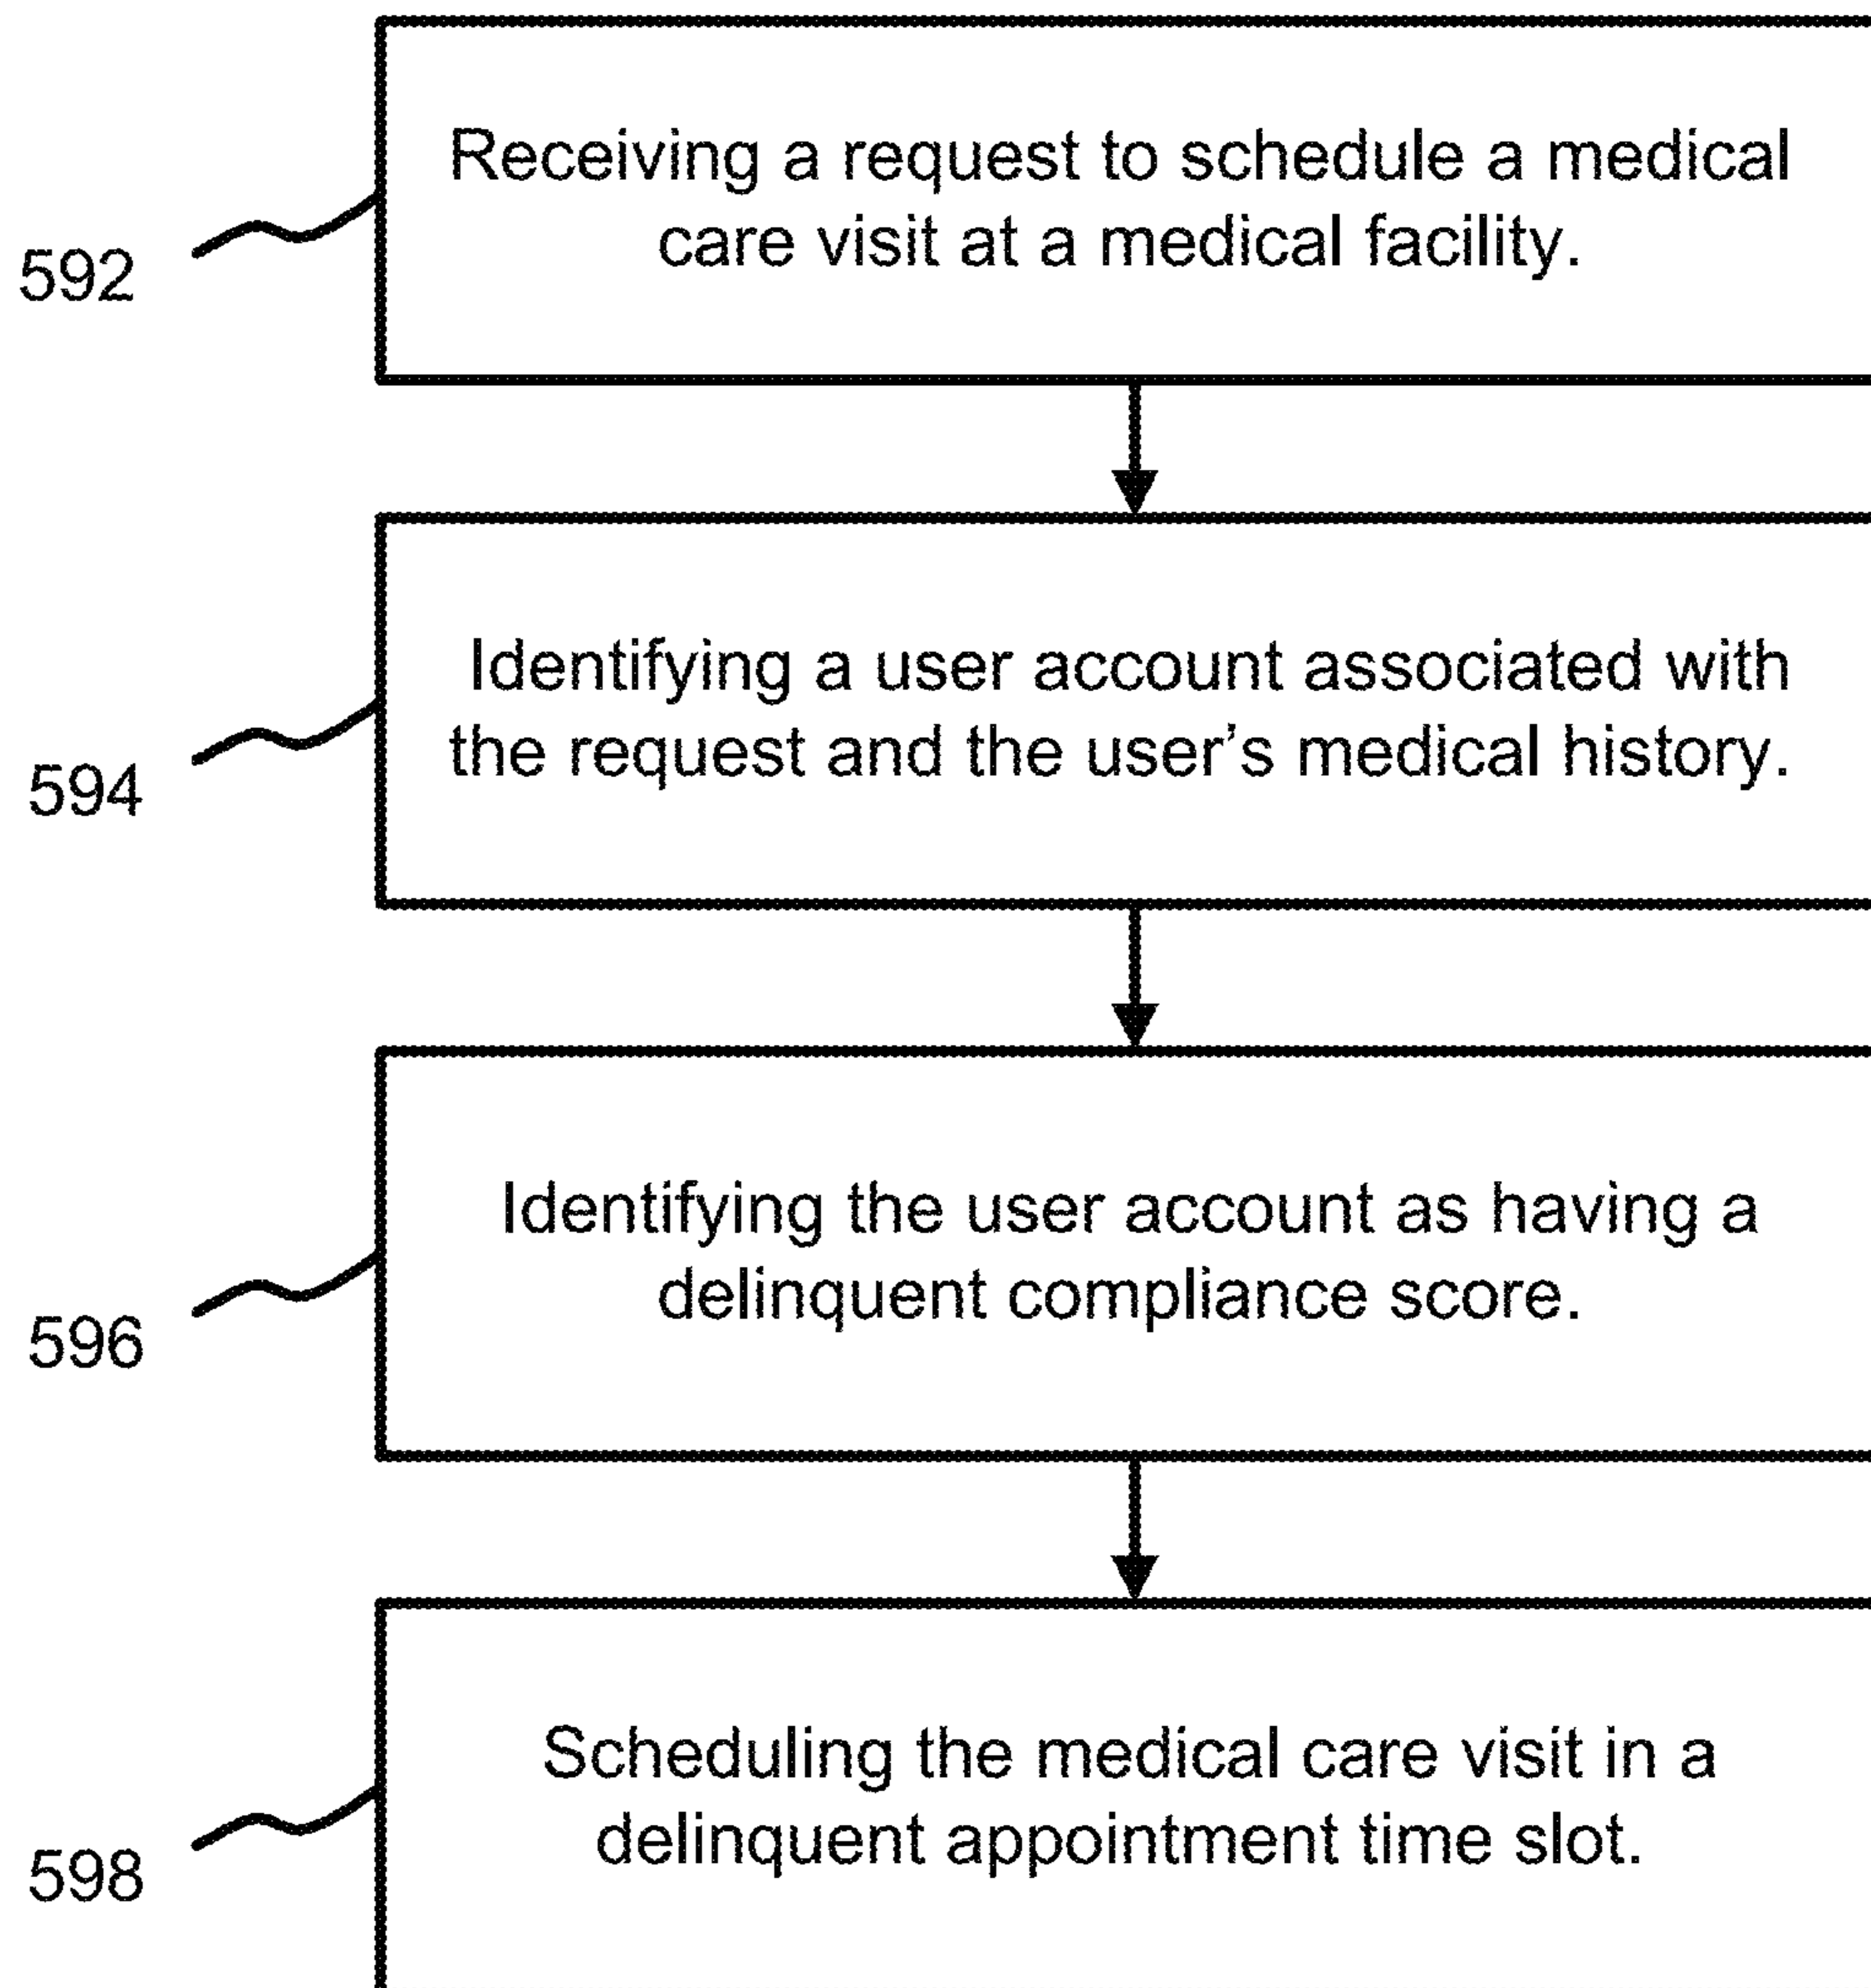 Receiving a request to schedule a medical
care visit at a medical facility.
592
Identifying a user account associated with
the request and the user's medical history.
594
Identifying the user account as having a
delinquent compliance score.
596
Scheduling the medical care visit in a
delinquent appointment time slot.
598